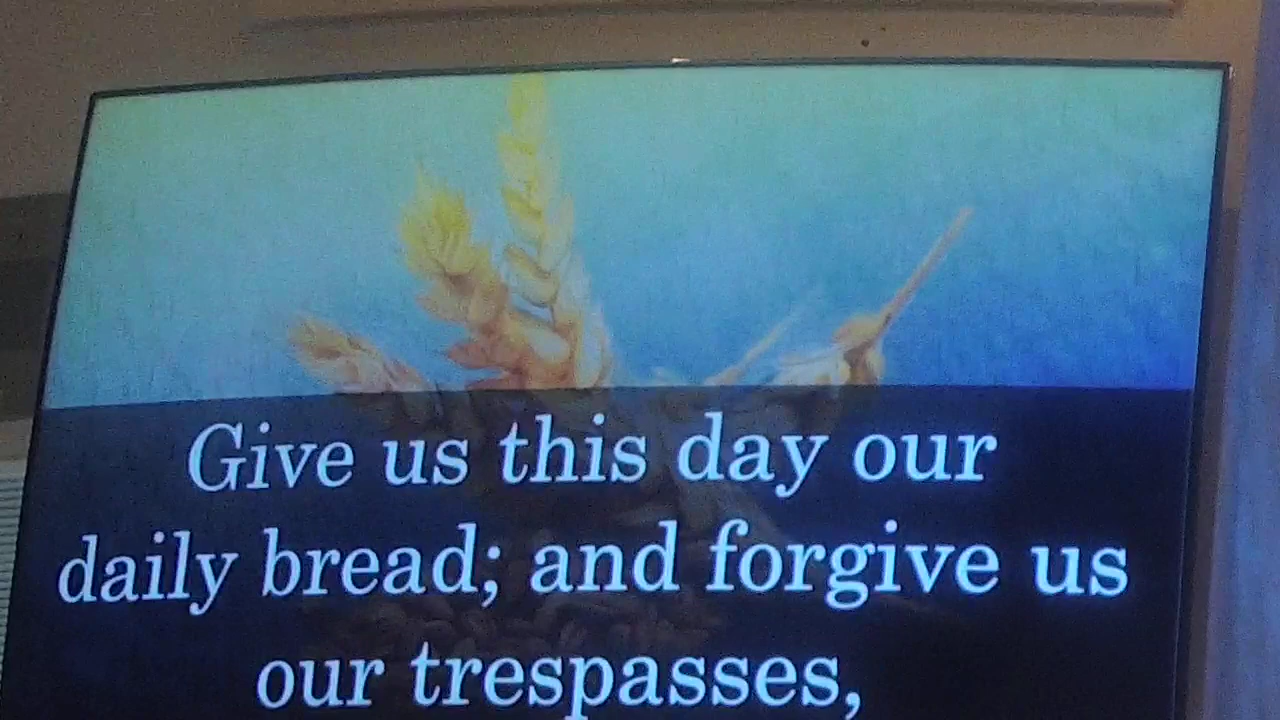 Give us this day our
daily bread; and forgive us
our trespasses,